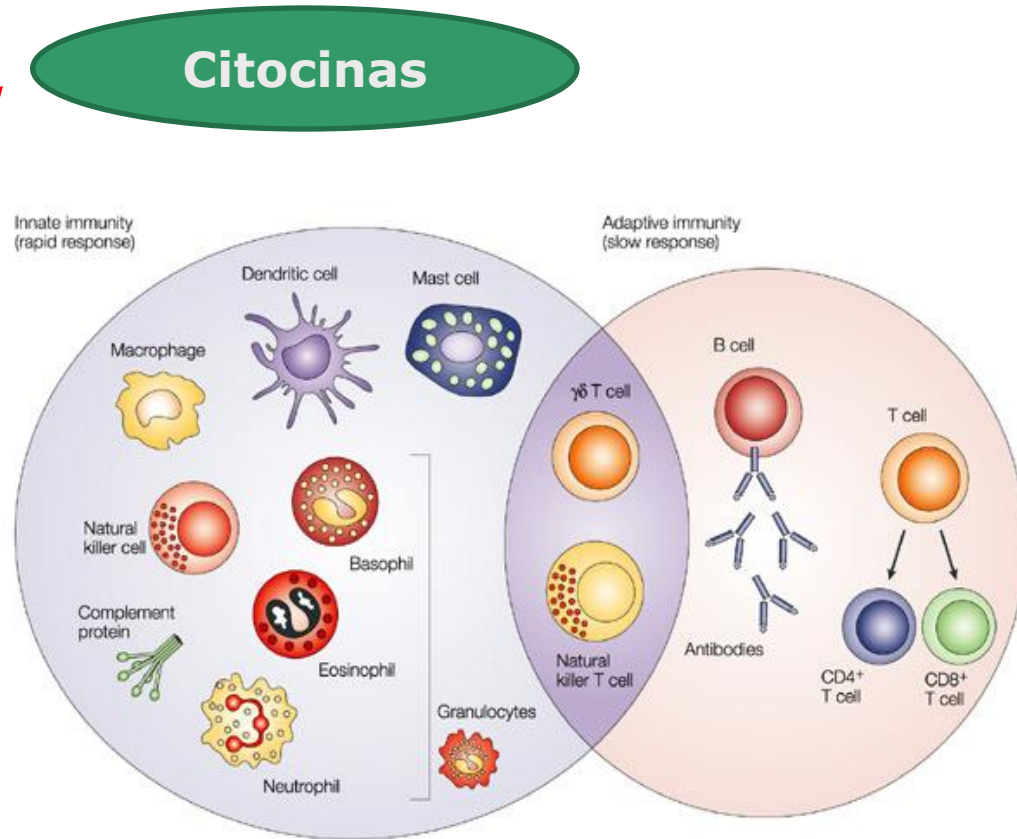 Citocinas
Innate immunity
(rapid response)
Adaptive immunity
(slow response)
Dendritic cell
Mast cell
Macrophage
B cell
γδ T cell
T cell
Natural
killer cell
Basophil
Complement
protein
Eosinophil
Antibodies
Natural
killer T cell
CD4+
T cell
CD8+
T cell
Granulocytes
Neutrophil